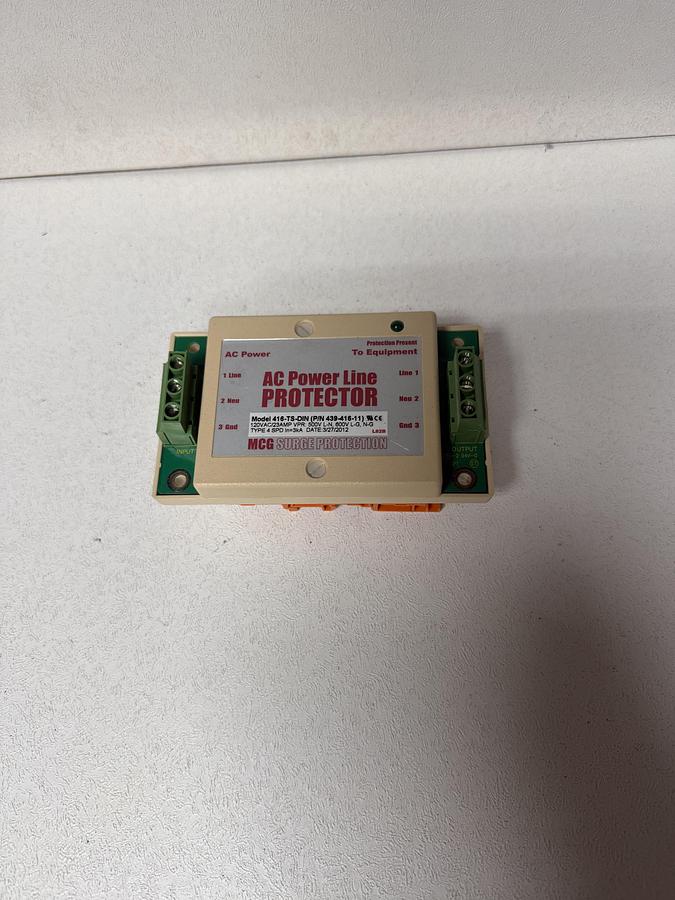 Protection Present
AC Power
To Equipment
1 Line
AC Power Line
Line 1
PROTECTOR
2 Neu
Neu 2
Model 416-TS-DIN (P/N 439-416-11)
120VAC/23AMP VPR: 500V L-N, 600V L-G, N-G
TYPE 4 SPD In=3kA DATE 3/27/2012
3 Gnd
Gnd 3
MCG SURGE PROTECTION
INPUT
OUTPUT
94V-0